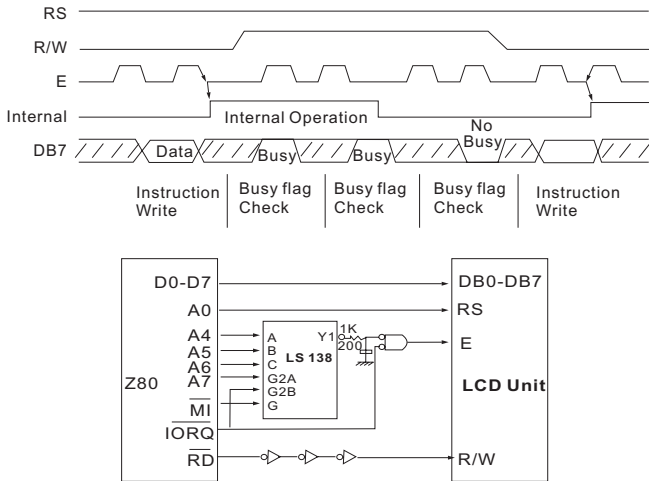 RS
R/W
E
Internal
Internal Operation
DB7
Data
Busy
Busy
No
Busy
Instruction
Write
Busy flag
Check
Busy flag
Check
Busy flag
Check
Instruction
Write
D0-D7
DB0-DB7
A0
RS
A4
A
Y1
1K
A5
B
200
E
A6
C
LS 138
A7
G2A
Z80
G2B
LCD Unit
MI
G
IORQ
RD
R/W